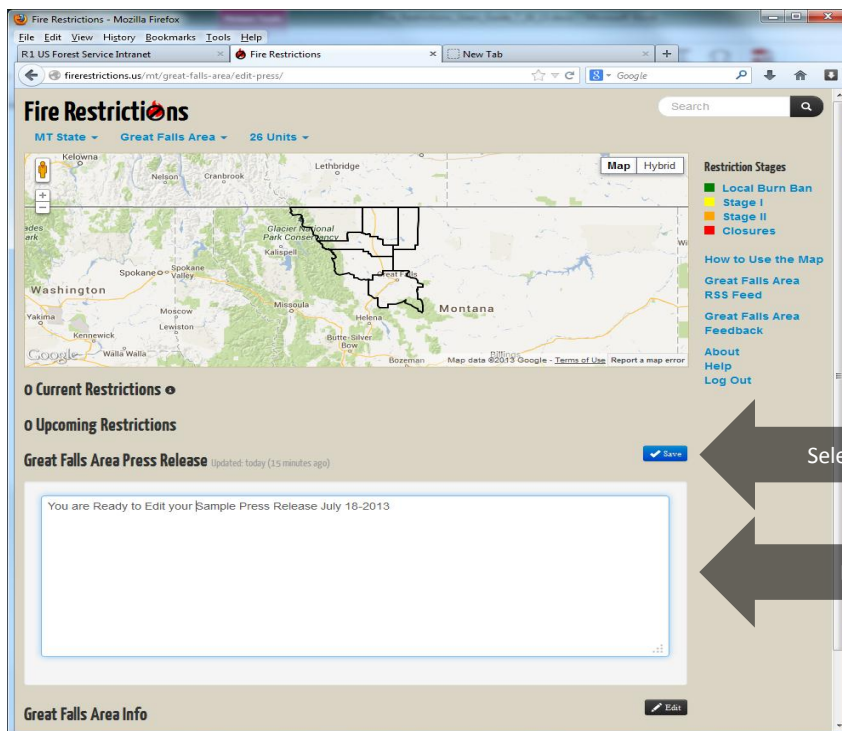 Fire Restrictions - Mozilla Firefox
File Edit View History Bookmarks Tools Help
R1 US Forest Service Intranet × Fire Restrictions × New Tab × +
firerestrictions.us/mt/great-falls-area/edit-press/ Google
Fire Restrictions
Search
MT State Great Falls Area 26 Units
Kelowna
Nelson
Cranbrook
Lethbridge
Map Hybrid
Glacier National
Park Conservancy
Kalispell
Spokane
Spokane
Valley
Great Falls
Washington
Moscow
Missoula
Helena
Montana
Yakima
Lewiston
Kennewick
Walla Walla
Butte-Silver
Bow
Bozeman
Billings
Google
Map data ©2013 Google - Terms of Use Report a map error
Restriction Stages
Local Burn Ban
Stage I
Stage II
Closures
How to Use the Map
Great Falls Area
RSS Feed
Great Falls Area
Feedback
About
Help
Log Out
0 Current Restrictions
0 Upcoming Restrictions
Great Falls Area Press Release Updated: today (15 minutes ago)
Save
Sele
You are Ready to Edit your Sample Press Release July 18-2013
Great Falls Area Info
Edit